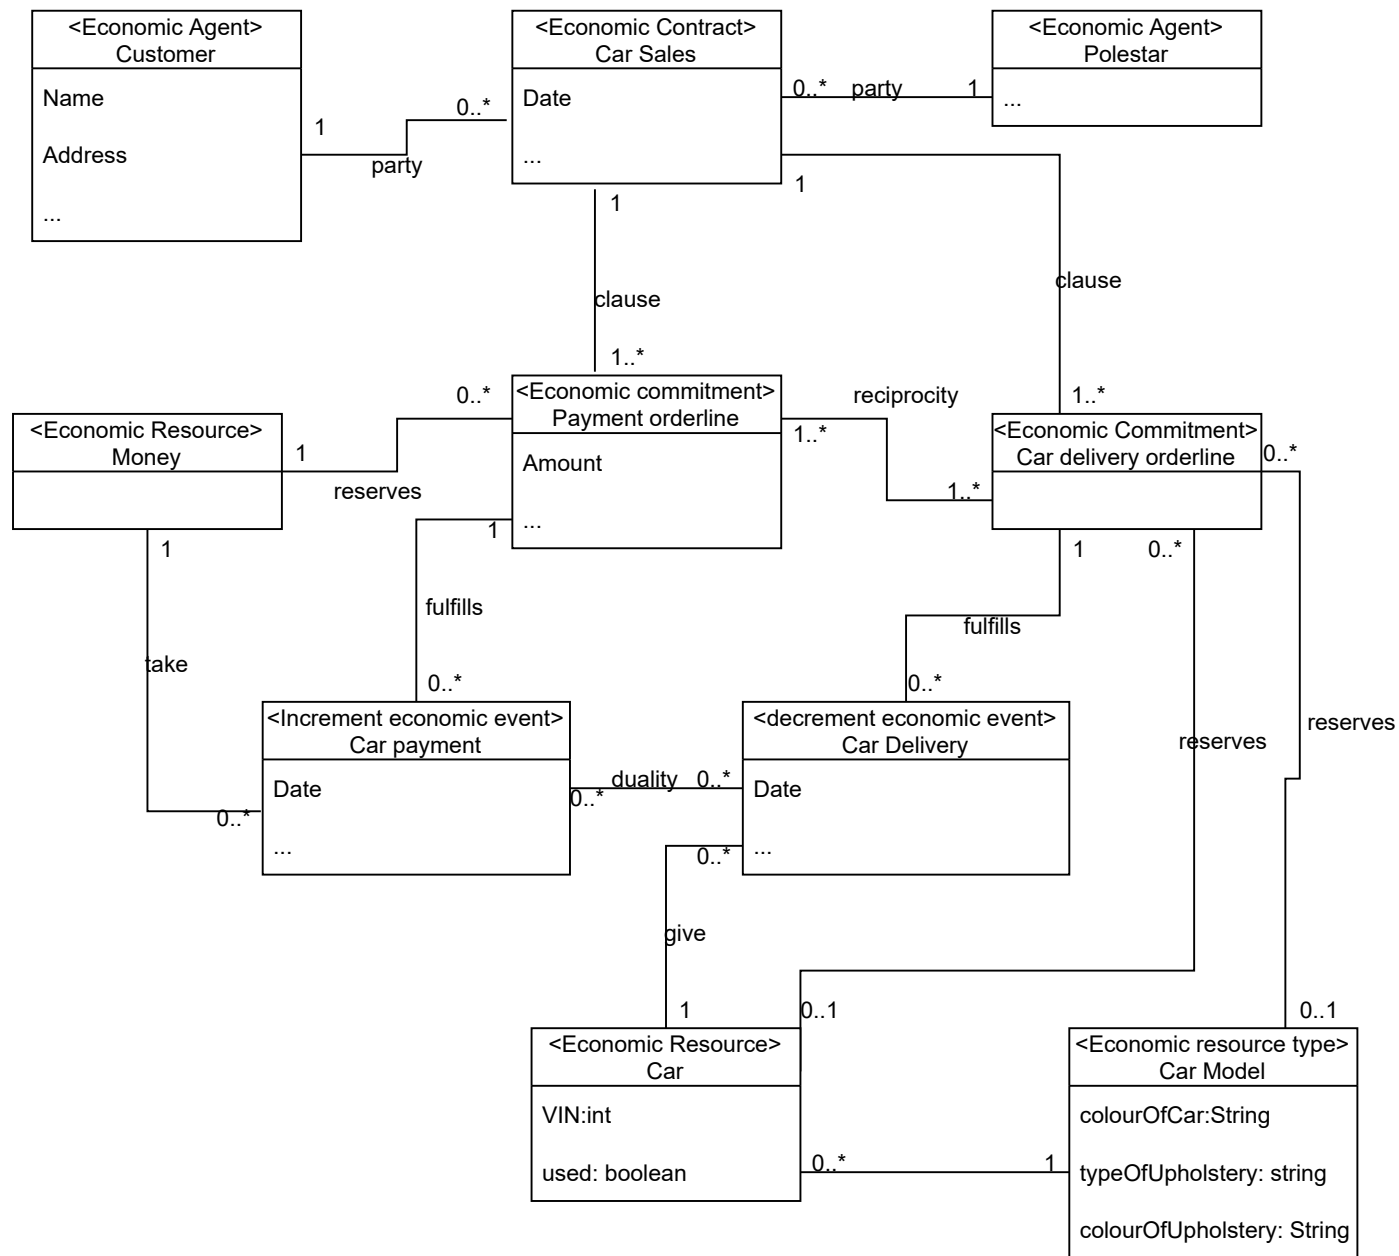 <Economic Agent>
Customer
Name
Address
...
<Economic Contract>
Car Sales
Date
...
<Economic Agent>
Polestar
...
1
party
0..*
0..*
party
1
1
clause
1..*
1
clause
1..*
<Economic Resource>
Money
1
reserves
0..*
<Economic commitment>
Payment orderline
Amount
...
reciprocity
1..*
1..*
<Economic Commitment>
Car delivery orderline
0..*
1
take
0..*
1
fulfills
0..*
1
fulfills
0..*
0..*
reserves
reserves
<Increment economic event>
Car payment
Date
...
duality
0..*
0..*
<decrement economic event>
Car Delivery
Date
...
0..*
give
1
0..1
0..1
<Economic Resource>
Car
VIN:int
used: boolean
0..*
1
<Economic resource type>
Car Model
colourOfCar:String
typeOfUpholstery: string
colourOfUpholstery: String